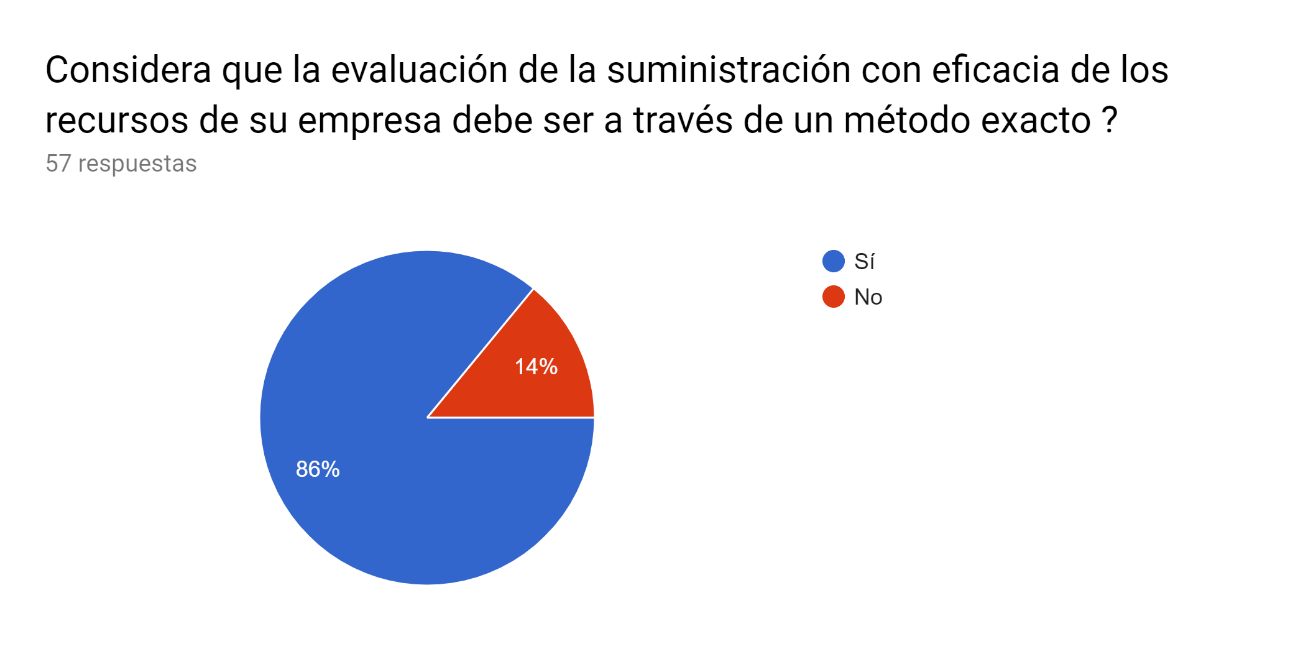 Considera que la evaluación de la suministración con eficacia de los
recursos de su empresa debe ser a través de un método exacto ?
57 respuestas
Sí
No
14%
86%